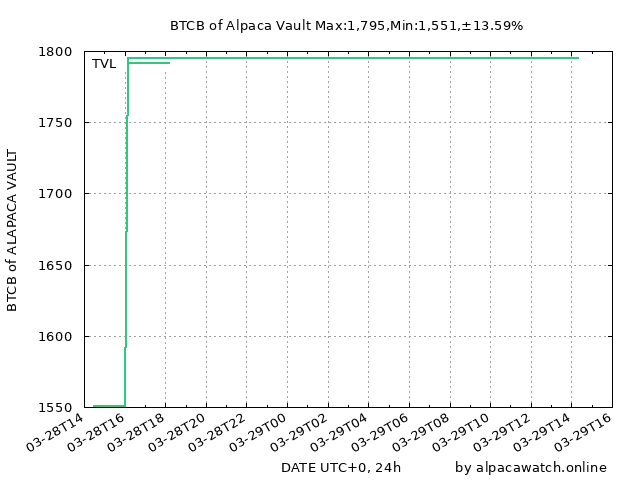 BTCB of Alpaca Vault Max:1,795,Min:1,551,±13.59%
TVL
BTCB of ALAPACA VAULT
1800
1750
1700
1650
1600
1550
03-28T14
03-28T16
03-28T18
03-28T20
03-28T22
03-29T00
03-29T02
03-29T04
03-29T06
03-29T08
03-29T10
03-29T12
03-29T14
03-29T16
DATE UTC+0, 24h
by alpacawatch.online